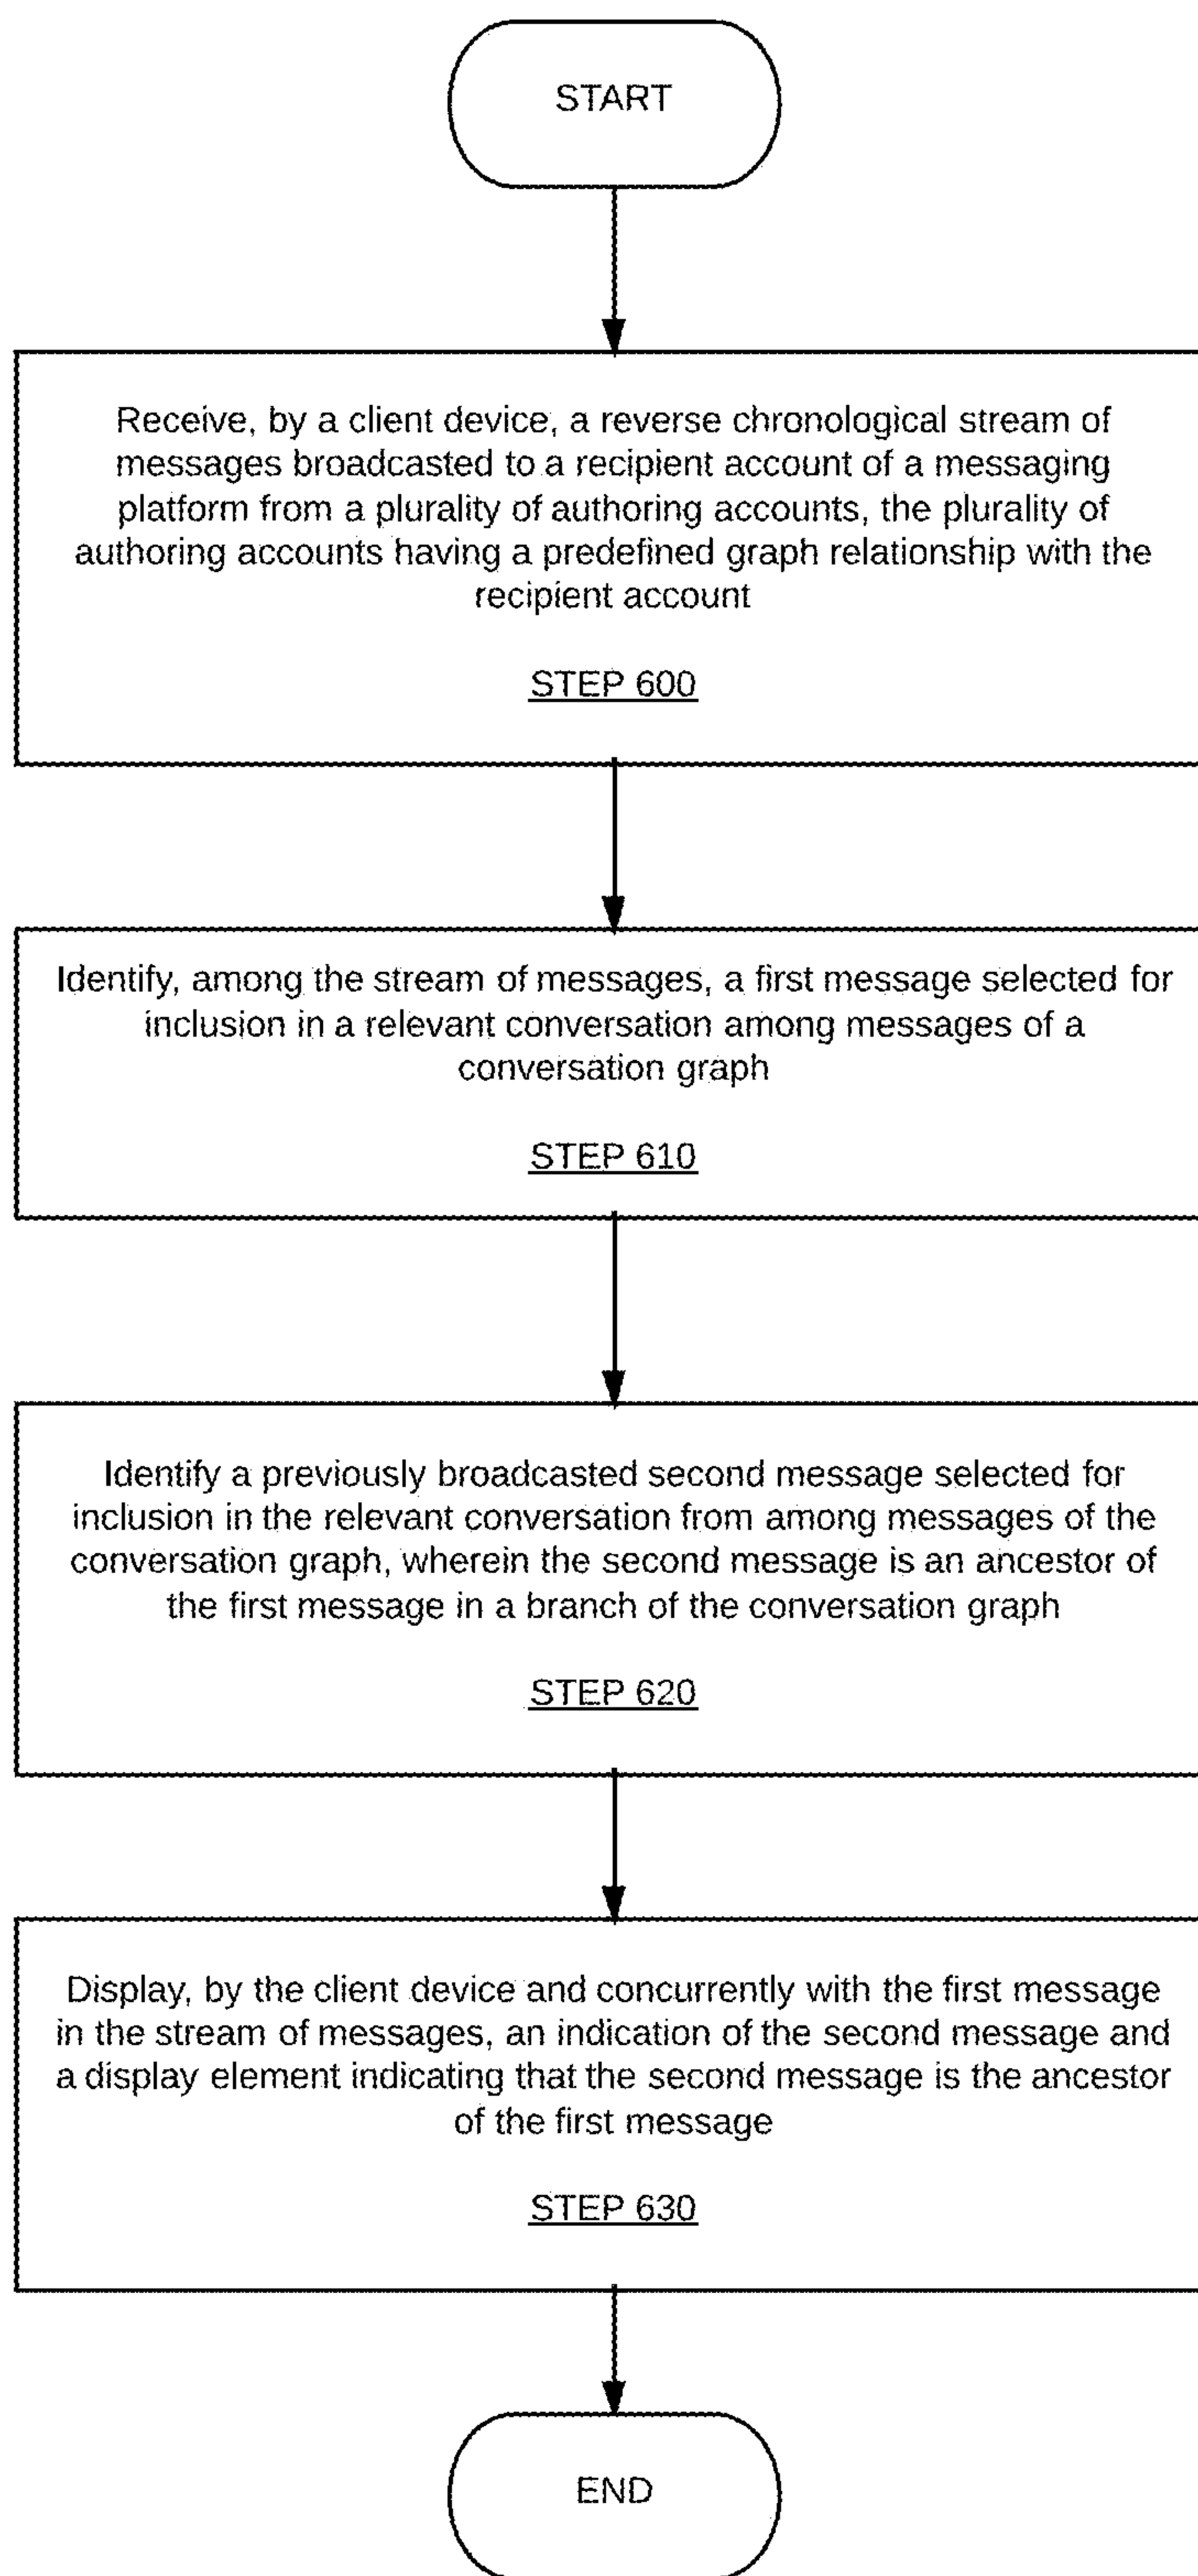 START
Receive, by a client device, a reverse chronological stream of
messages broadcasted to a recipient account of a messaging
platform from a plurality of authoring accounts, the plurality of
authoring accounts having a predefined graph relationship with the
recipient account
STEP 600
Identify, among the stream of messages, a first message selected for
inclusion in a relevant conversation among messages of a
conversation graph
STEP 610
Identify a previously broadcasted second message selected for
inclusion in the relevant conversation from among messages of the
conversation graph, wherein the second message is an ancestor of
the first message in a branch of the conversation graph
STEP 620
Display, by the client device and concurrently with the first message
in the stream of messages, an indication of the second message and
a display element indicating that the second message is the ancestor
of the first message
STEP 630
END